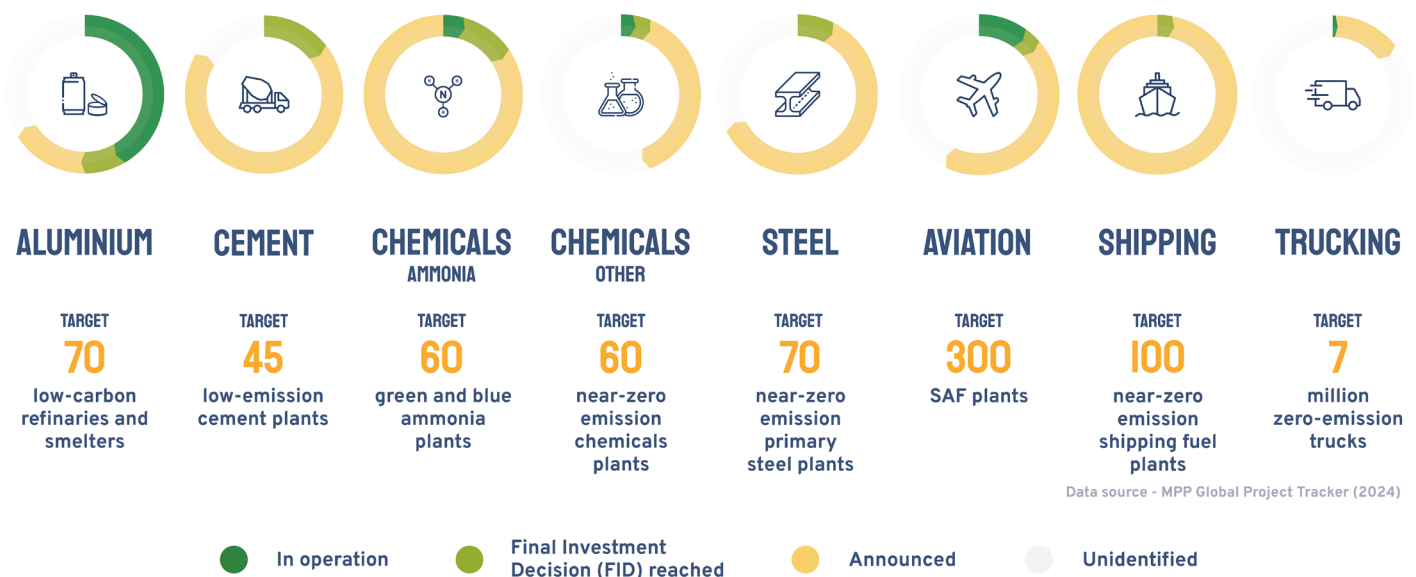 N
H
H
H
ALUMINIUM
TARGET
70
low-carbon
refinaries and
smelters
CEMENT
TARGET
45
low-emission
cement plants
CHEMICALS
AMMONIA
TARGET
60
green and blue
ammonia
plants
CHEMICALS
OTHER
TARGET
60
near-zero
emission
chemicals
plants
STEEL
TARGET
70
near-zero
emission
primary
steel plants
AVIATION
TARGET
300
SAF plants
SHIPPING
TARGET
100
near-zero
emission
shipping fuel
plants
TRUCKING
TARGET
7
million
zero-emission
trucks
Data source - MPP Global Project Tracker (2024)
In operation
Final Investment
Decision (FID) reached
Announced
Unidentified